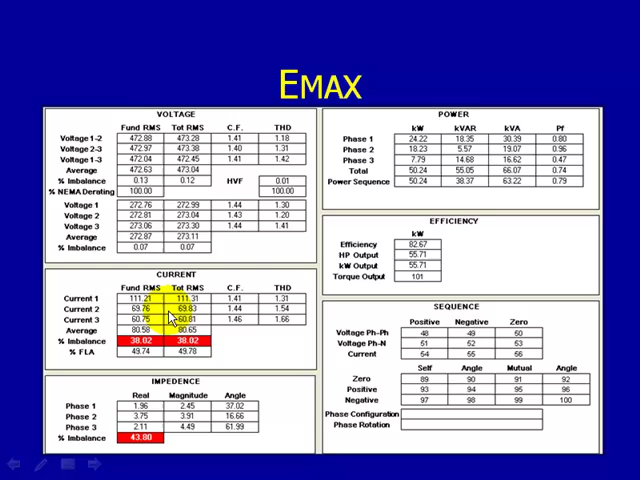 EMAX
VOLTAGE
Fund RMS Tot RMS C.F. THD
Voltage 1-2 472.88 473.28 1.41 1.18
Voltage 2-3 472.97 473.38 1.40 1.31
Voltage 1-3 472.04 472.45 1.41 1.42
Average 472.63 473.04
% Imbalance 0.13 0.12 HVF 0.01
% NEMA Derating 100.00 100.00
Voltage 1 272.76 272.99 1.44 1.30
Voltage 2 272.81 273.04 1.43 1.20
Voltage 3 273.06 273.30 1.44 1.41
Average 272.87 273.11
% Imbalance 0.07 0.07
CURRENT
Fund RMS Tot RMS C.F. THD
Current 1 111.21 111.31 1.41 1.31
Current 2 69.76 69.83 1.44 1.54
Current 3 60.75 60.81 1.46 1.66
Average 80.58 80.65
% Imbalance 38.02 38.02
% FLA 49.74 49.78
IMPEDENCE
Real Magnitude Angle
Phase 1 1.96 2.45 37.02
Phase 2 3.75 3.91 16.66
Phase 3 2.11 4.49 61.99
% Imbalance 43.80
POWER
kW kVAR kVA Pf
Phase 1 24.22 18.35 30.39 0.80
Phase 2 18.23 5.57 19.07 0.96
Phase 3 7.79 14.68 16.62 0.47
Total 50.24 55.05 66.07 0.74
Power Sequence 50.24 38.37 63.22 0.79
EFFICIENCY
kW
Efficiency 82.67
HP Output 55.71
kW Output 55.71
Torque Output 101
SEQUENCE
Positive Negative Zero
Voltage Ph-Ph 48 49 50
Voltage Ph-N 51 52 53
Current 54 55 56
Self Angle Mutual Angle
Zero 89 90 91 92
Positive 93 94 95 96
Negative 97 98 99 100
Phase Configuration
Phase Rotation